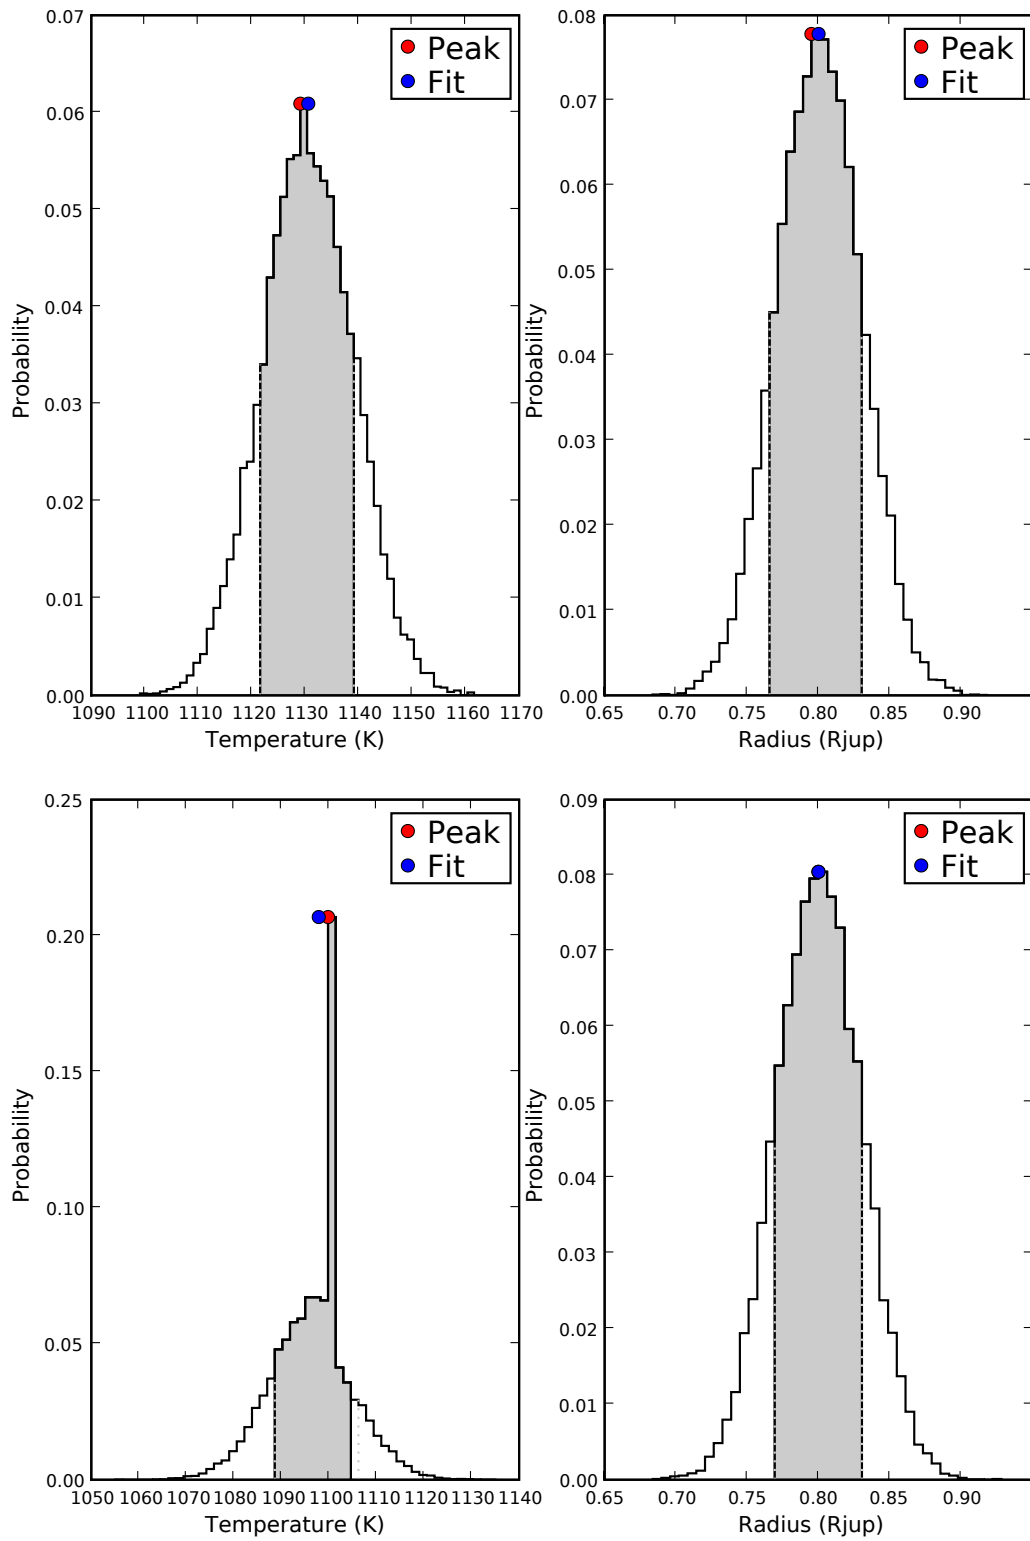 0.07
0.06
0.05
0.04
0.03
0.02
0.01
0.00
Probability
1090 1100 1110 1120 1130 1140 1150 1160 1170
Temperature (K)
Peak
Fit
0.08
0.07
0.06
0.05
0.04
0.03
0.02
0.01
0.00
Probability
0.65 0.70 0.75 0.80 0.85 0.90
Radius (Rjup)
Peak
Fit
0.25
0.20
0.15
0.10
0.05
0.00
Probability
1050 1060 1070 1080 1090 1100 1110 1120 1130 1140
Temperature (K)
Peak
Fit
0.09
0.08
0.07
0.06
0.05
0.04
0.03
0.02
0.01
0.00
Probability
0.65 0.70 0.75 0.80 0.85 0.90
Radius (Rjup)
Peak
Fit